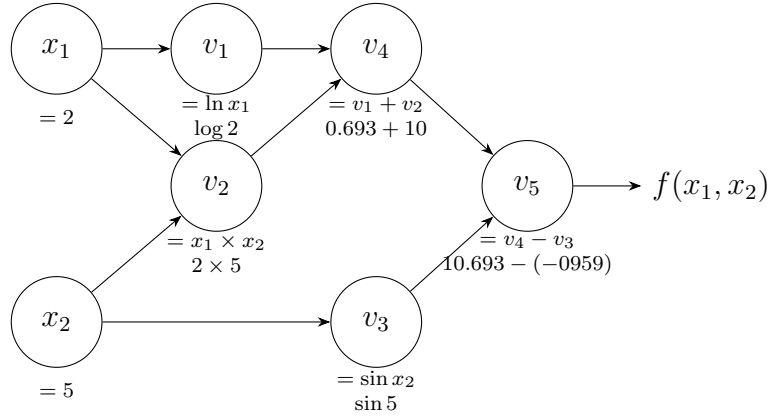 x₁
= 2
v₁
= ln x₁
log 2
v₄
= v₁ + v₂
0.693 + 10
v₂
= x₁ × x₂
2 × 5
v₅
= v₄ − v₃
10.693 − (−0959)
f(x₁, x₂)
x₂
= 5
v₃
= sin x₂
sin 5